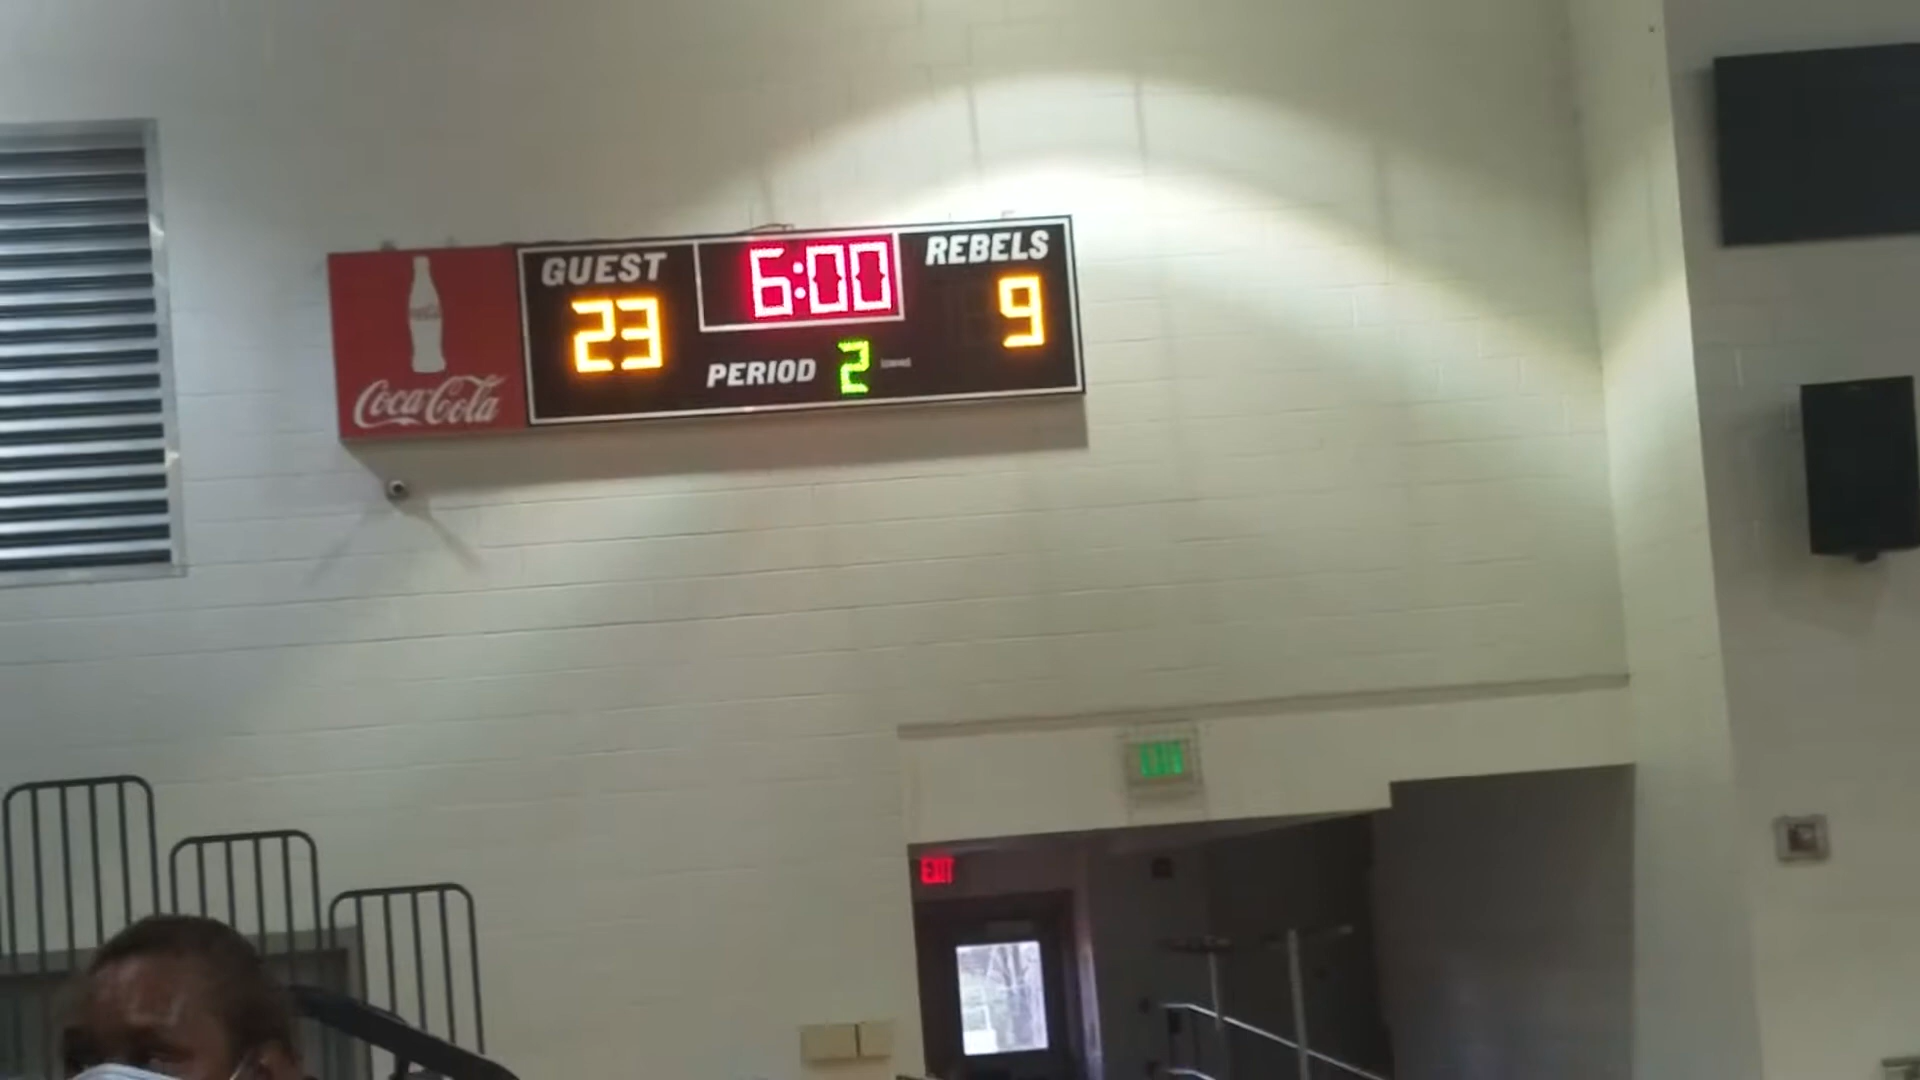 GUEST
6:00
REBELS
23
9
PERIOD 2
Coca-Cola
EXIT
EXIT